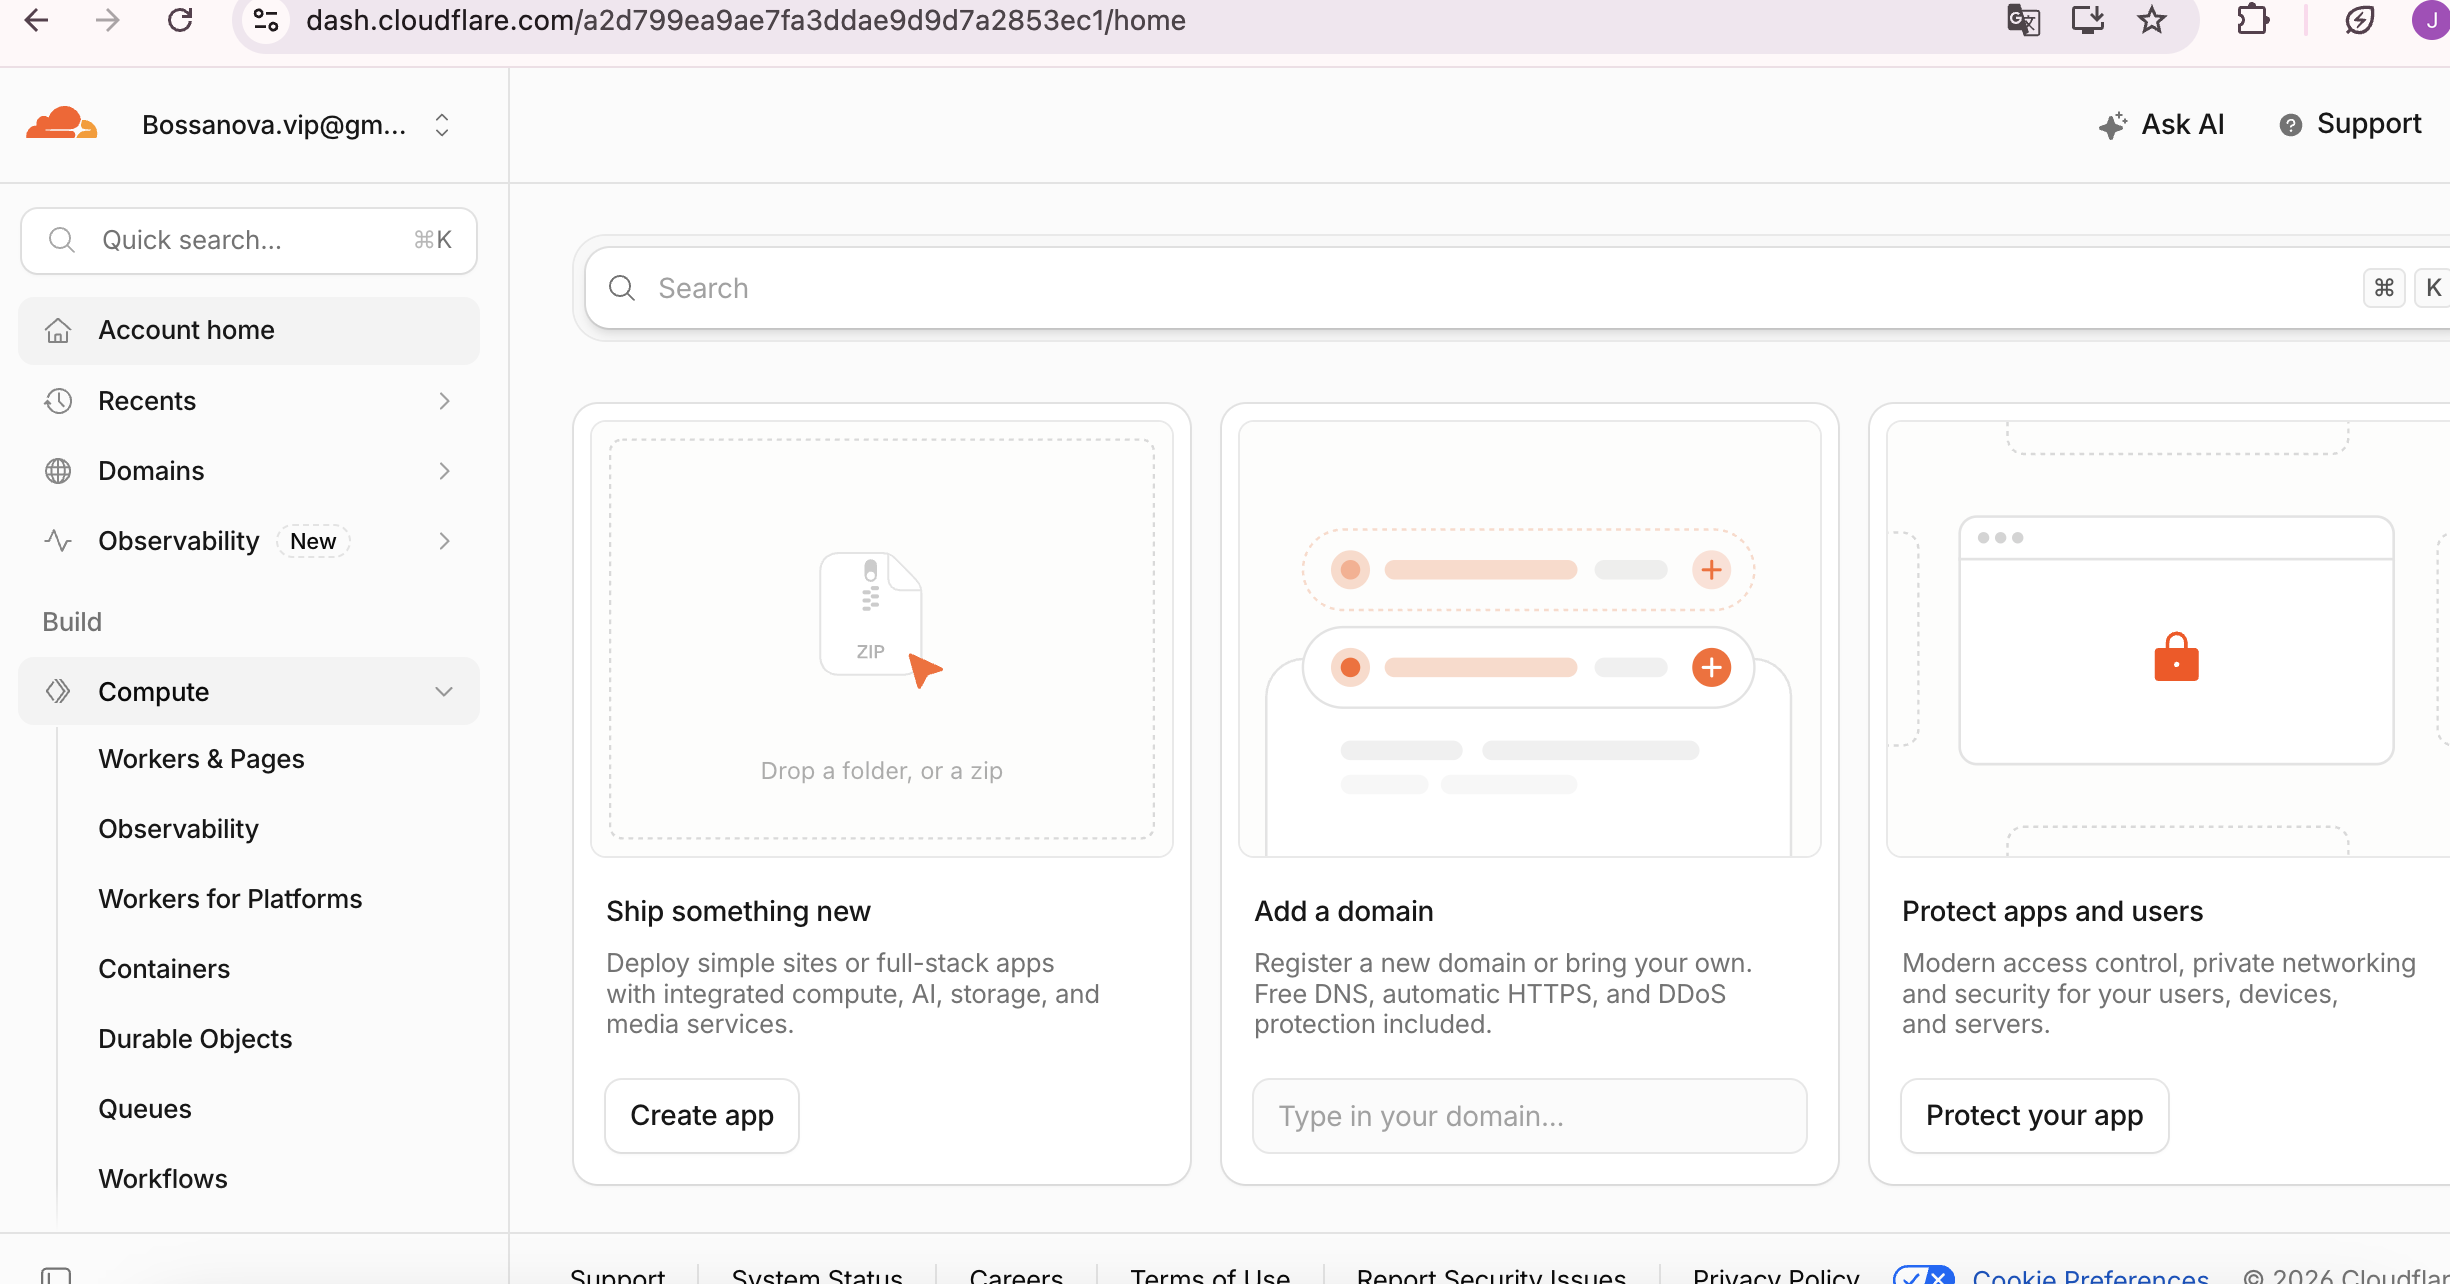 dash.cloudflare.com/a2d799ea9ae7fa3ddae9d9d7a2853ec1/home
J
Bossanova.vip@gm...
Ask AI
Support
Quick search...
⌘K
Search
⌘ K
Account home
Recents
Domains
Observability New
Build
Compute
Workers & Pages
Observability
Workers for Platforms
Containers
Durable Objects
Queues
Workflows
ZIP
Drop a folder, or a zip
Ship something new
Deploy simple sites or full-stack apps
with integrated compute, AI, storage, and
media services.
Create app
Add a domain
Register a new domain or bring your own.
Free DNS, automatic HTTPS, and DDoS
protection included.
Type in your domain...
Protect apps and users
Modern access control, private networking
and security for your users, devices,
and servers.
Protect your app
Support
System Status
Careers
Terms of Use
Report Security Issues
Privacy Policy
Cookie Preferences
© 2026 Cloudflar